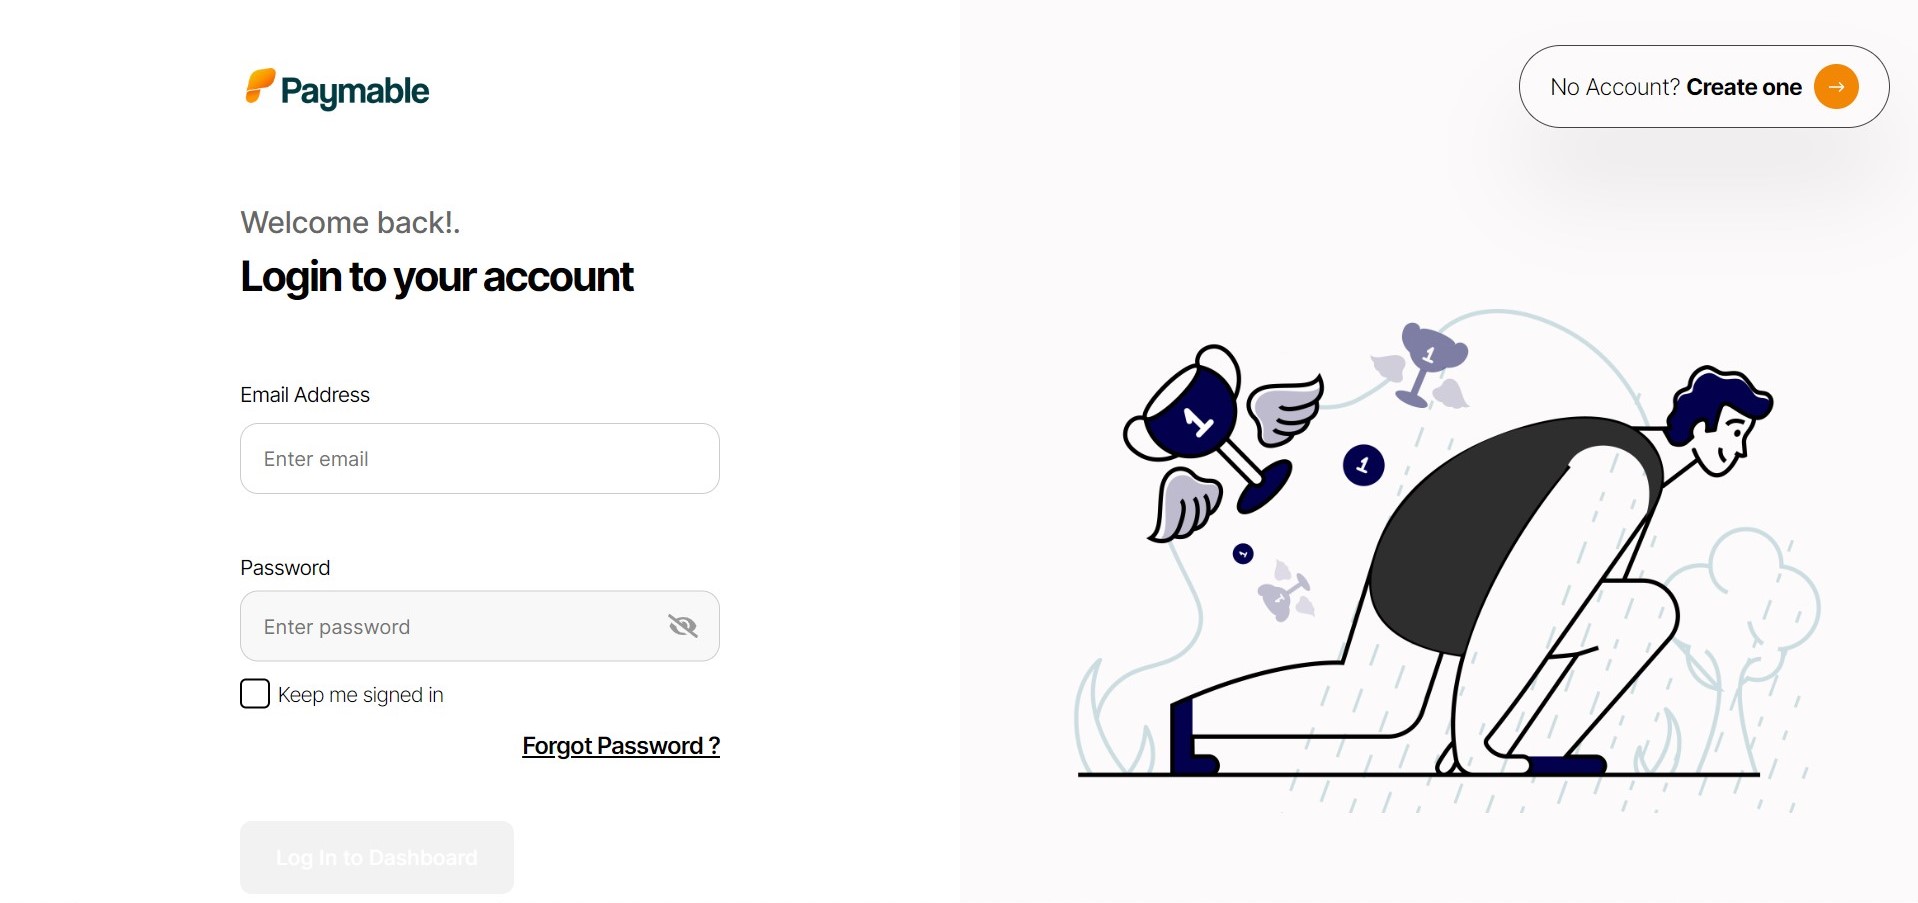 Paymable
No Account? Create one →
Welcome back!.
Login to your account
Email Address
Enter email
Password
Enter password
Keep me signed in
Forgot Password ?
Log In to Dashboard
1
1
1